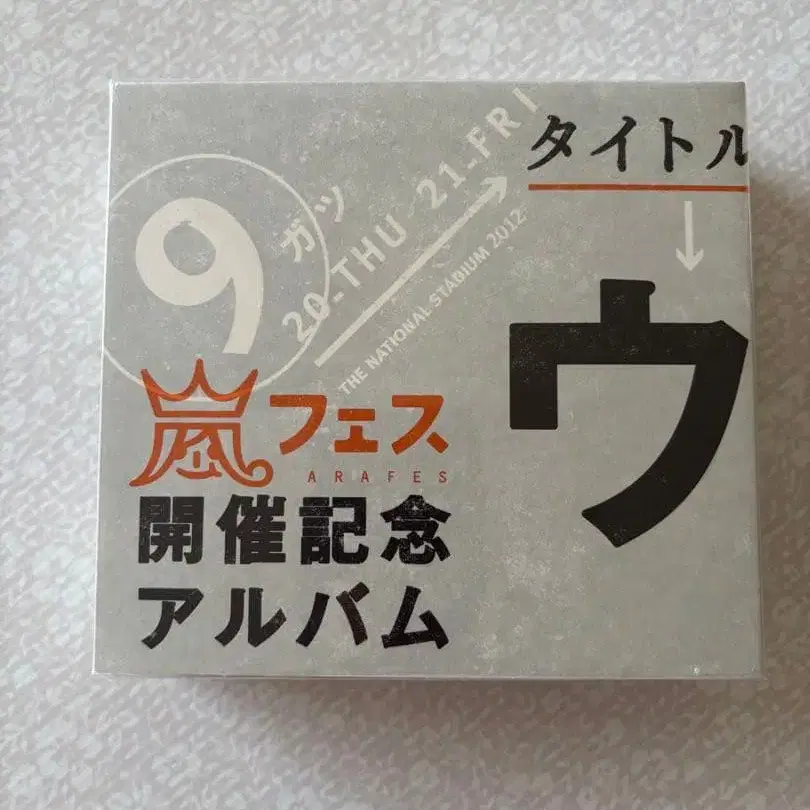 9
ガツ
20-THU 21-FRI
THE NATIONAL STADIUM 2012
嵐フェス
ARAFES
開催記念
アルバム
タイトル
ウ